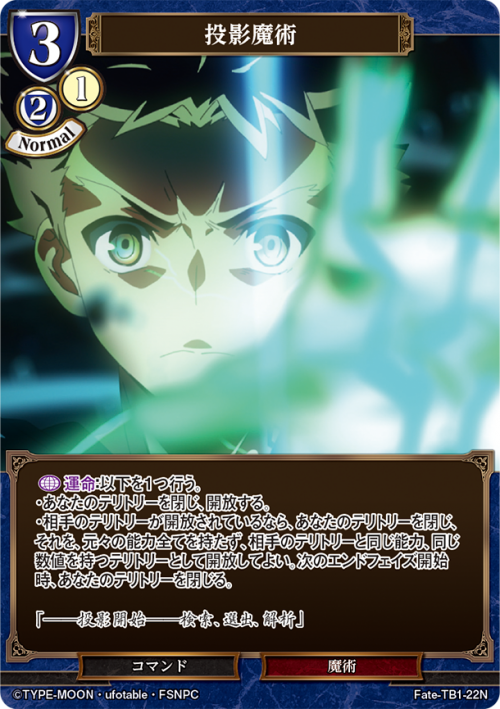 3
投影魔術
2
1
Normal
運命:以下を1つ行う。
・あなたのテリトリーを閉じ、開放する。
・相手のテリトリーが開放されているなら、あなたのテリトリーを閉じ、
それを、元々の能力全てを持たず、相手のテリトリーと同じ能力、同じ
数値を持つテリトリーとして開放してよい。次のエンドフェイズ開始
時、あなたのテリトリーを閉じる。
「――投影開始――検索、選出、解析」
コマンド
魔術
©TYPE-MOON・ufotable・FSNPC
Fate-TB1-22N